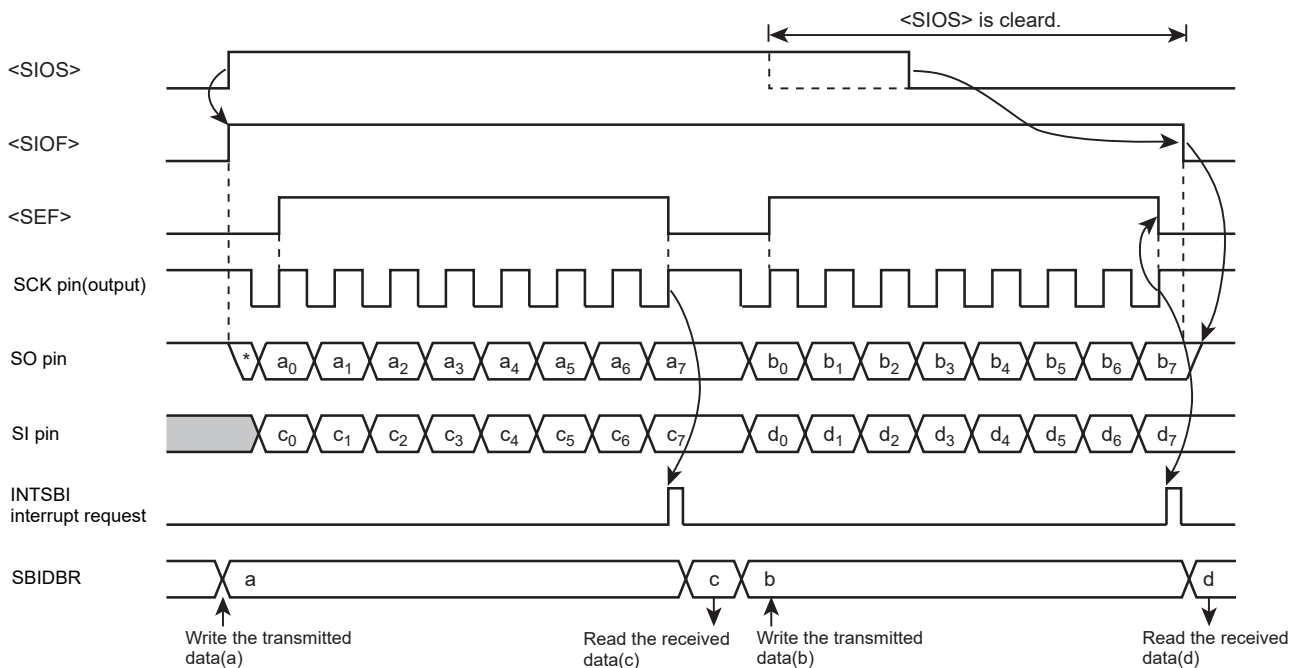 <SIOS> is cleard.
<SIOS>
<SIOF>
<SEF>
SCK pin(output)
SO pin
* a0 a1 a2 a3 a4 a5 a6 a7 b0 b1 b2 b3 b4 b5 b6 b7
SI pin
c0 c1 c2 c3 c4 c5 c6 c7 d0 d1 d2 d3 d4 d5 d6 d7
INTSBI
interrupt request
SBIDBR
a c b d
Write the transmitted
data(a)
Read the received
data(c)
Write the transmitted
data(b)
Read the received
data(d)